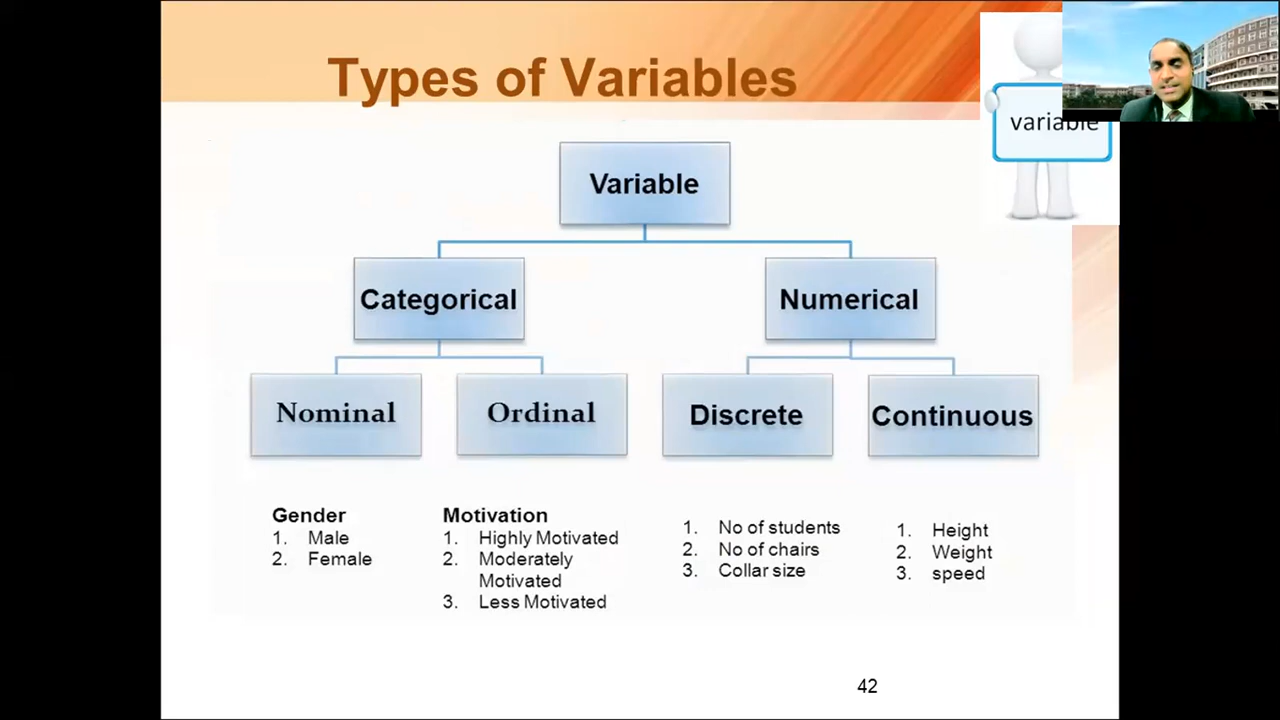 Types of Variables
variable
Variable
Categorical
Numerical
Nominal
Ordinal
Discrete
Continuous
Gender
1. Male
2. Female
Motivation
1. Highly Motivated
2. Moderately
Motivated
3. Less Motivated
1. No of students
2. No of chairs
3. Collar size
1. Height
2. Weight
3. speed
42